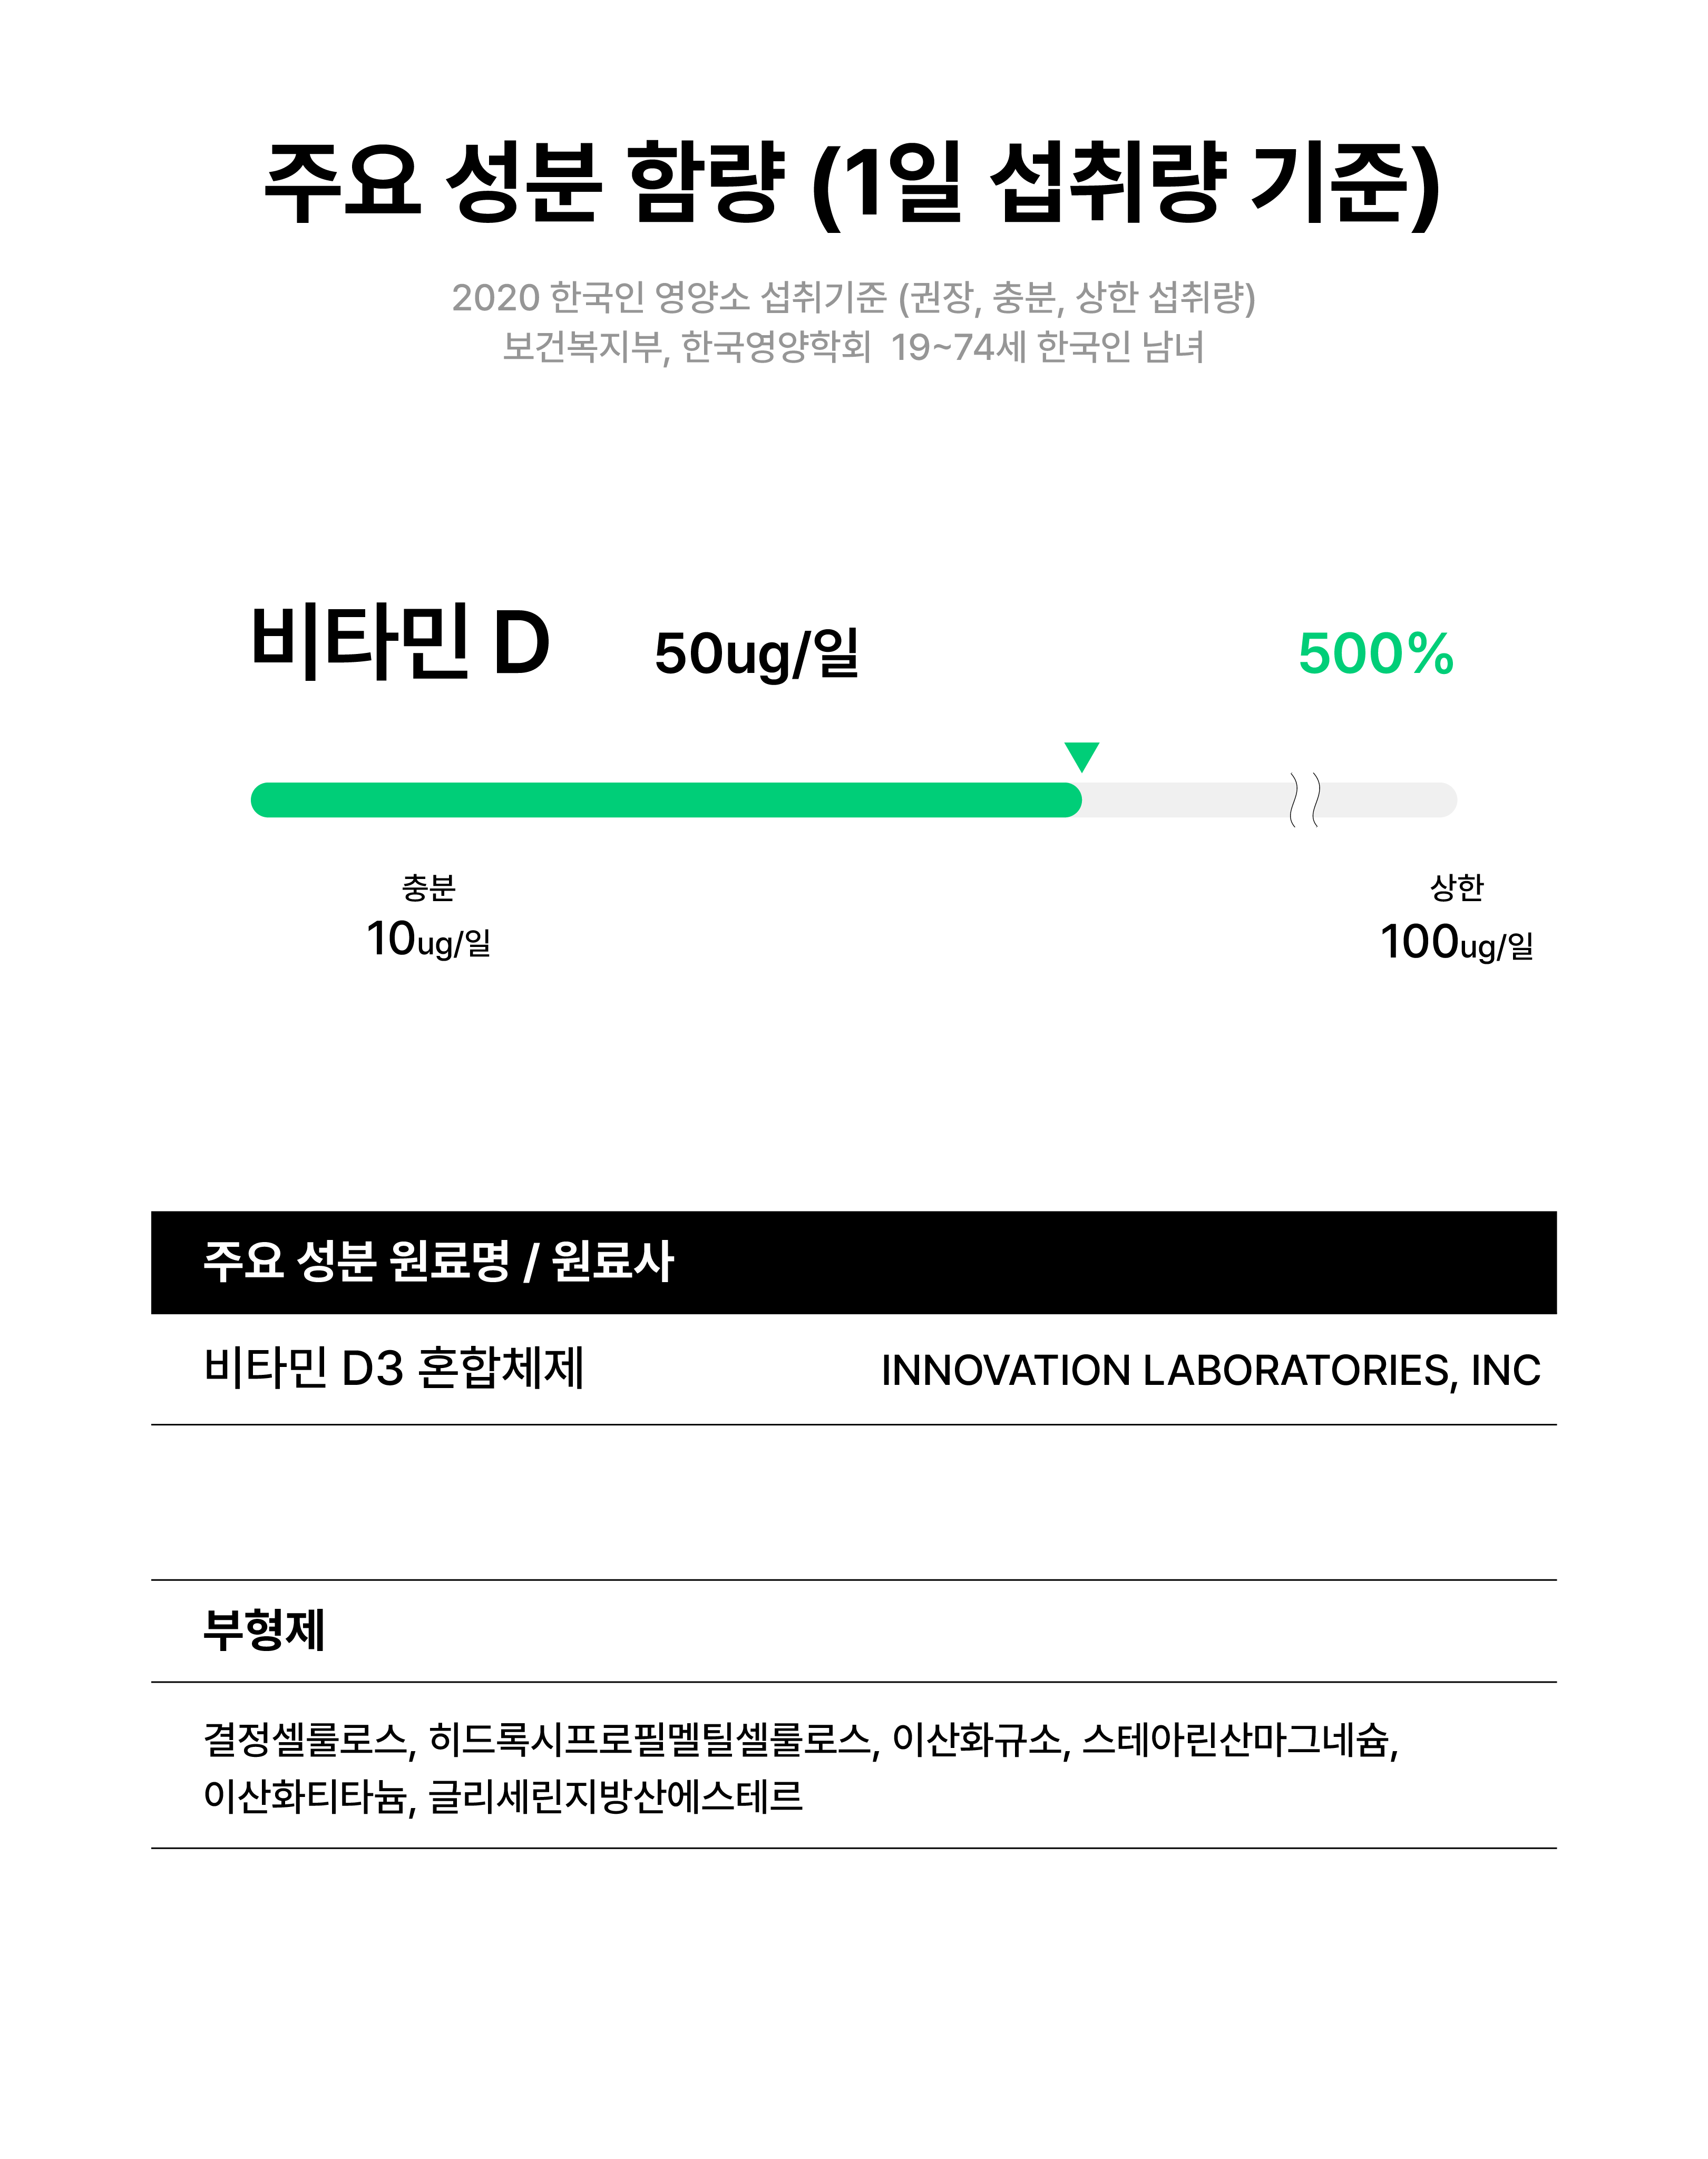 주요 성분 함량 (1일 섭취량 기준)
2020 한국인 영양소 섭취기준 (권장, 충분, 상한 섭취량)
보건복지부, 한국영양학회 19~74세 한국인 남녀
비타민 D 50ug/일 500%
충분 상한
10ug/일 100ug/일
주요 성분 원료명 / 원료사
비타민 D3 혼합체제 INNOVATION LABORATORIES, INC
부형제
결정셀룰로스, 히드록시프로필멜틸셀룰로스, 이산화규소, 스테아린산마그네슘,
이산화티타늄, 글리세린지방산에스테르